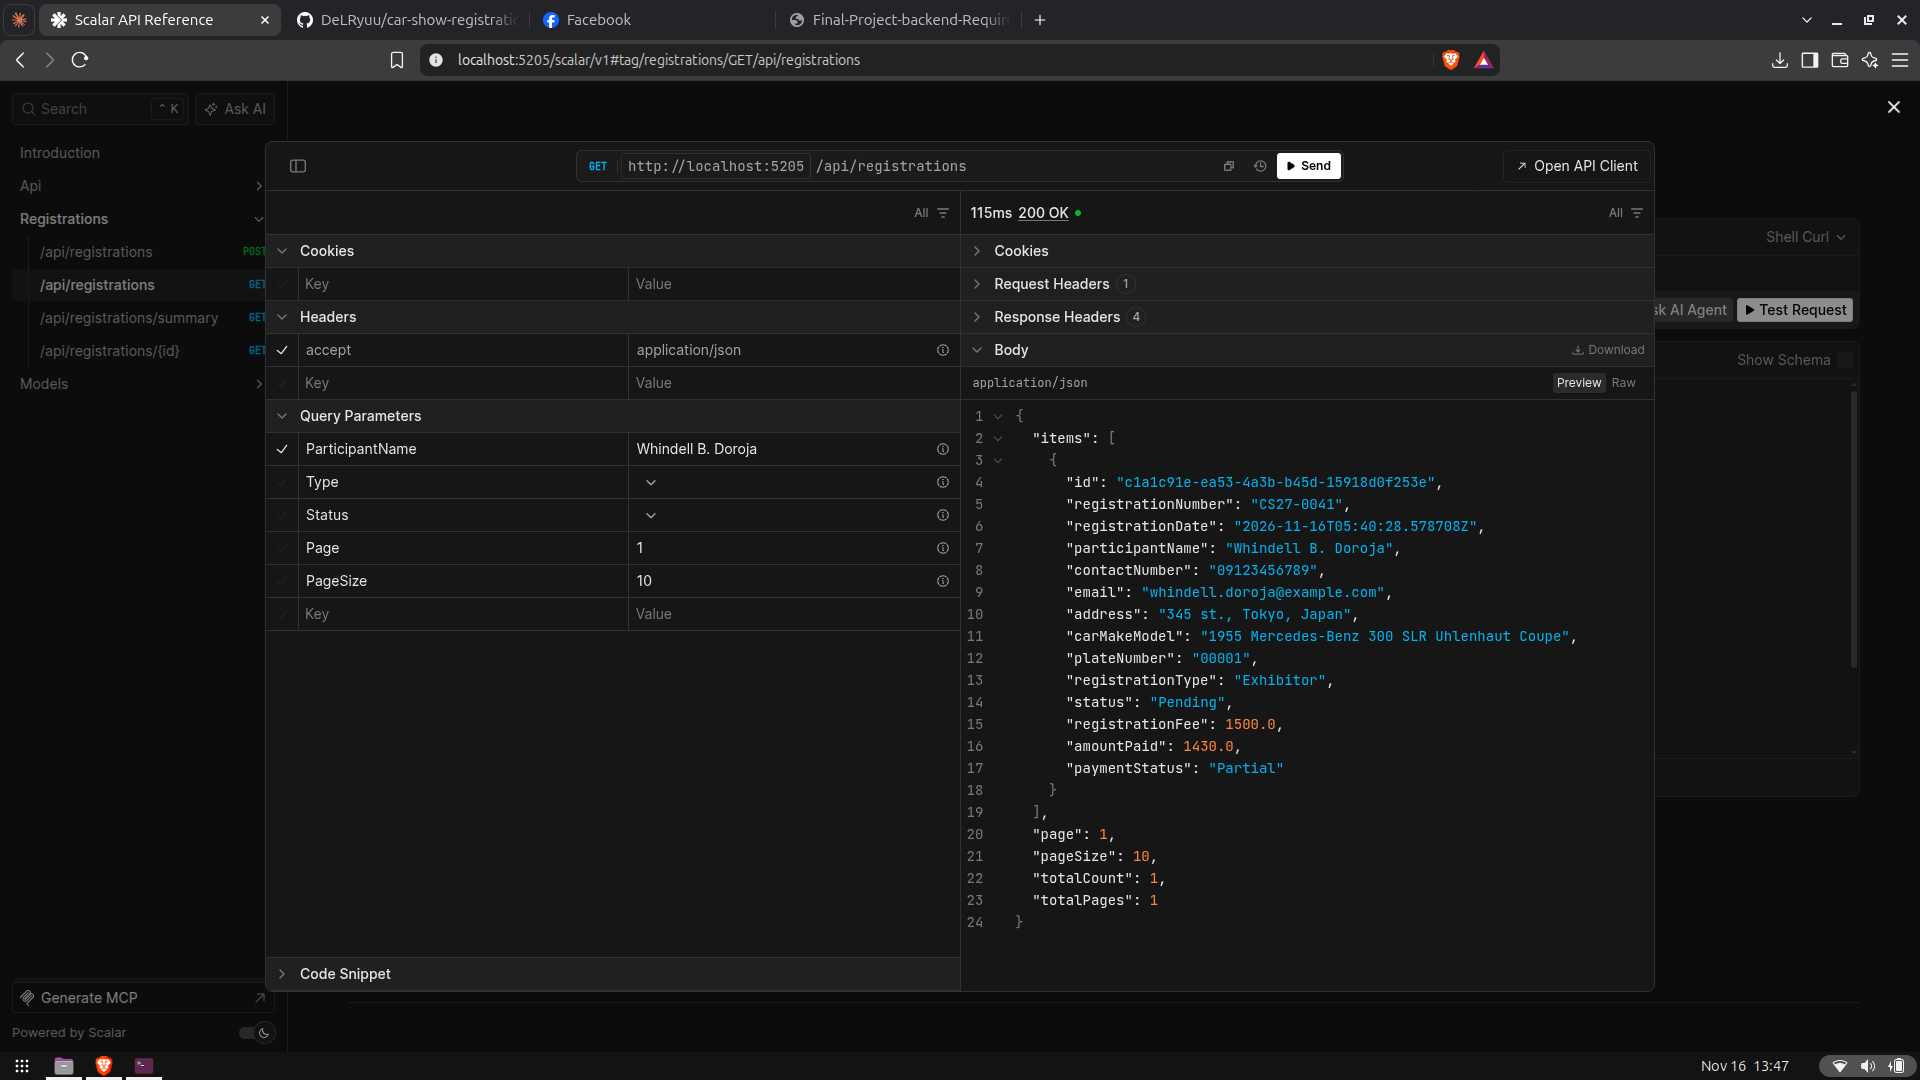 Scalar API Reference
DeLRyuu/car-show-registratio
Facebook
Final-Project-backend-Requir
localhost:5205/scalar/v1#tag/registrations/GET/api/registrations
Search
⌃ K
Ask AI
Introduction
Api
Registrations
/api/registrations POST
/api/registrations GET
/api/registrations/summary GET
/api/registrations/{id} GET
Models
Generate MCP
Powered by Scalar
GET http://localhost:5205 /api/registrations
Send
Open API Client
All
Cookies
Key Value
Headers
accept application/json
Key Value
Query Parameters
ParticipantName Whindell B. Doroja
Type
Status
Page 1
PageSize 10
Key Value
Code Snippet
115ms 200 OK
All
Cookies
Request Headers 1
Response Headers 4
Body
Download
application/json
Preview Raw
1 {
2 "items": [
3 {
4 "id": "c1a1c91e-ea53-4a3b-b45d-15918d0f253e",
5 "registrationNumber": "CS27-0041",
6 "registrationDate": "2026-11-16T05:40:28.578708Z",
7 "participantName": "Whindell B. Doroja",
8 "contactNumber": "09123456789",
9 "email": "whindell.doroja@example.com",
10 "address": "345 st., Tokyo, Japan",
11 "carMakeModel": "1955 Mercedes-Benz 300 SLR Uhlenhaut Coupe",
12 "plateNumber": "00001",
13 "registrationType": "Exhibitor",
14 "status": "Pending",
15 "registrationFee": 1500.0,
16 "amountPaid": 1430.0,
17 "paymentStatus": "Partial"
18 }
19 ],
20 "page": 1,
21 "pageSize": 10,
22 "totalCount": 1,
23 "totalPages": 1
24 }
Shell Curl
sk AI Agent
Test Request
Show Schema
Nov 16 13:47